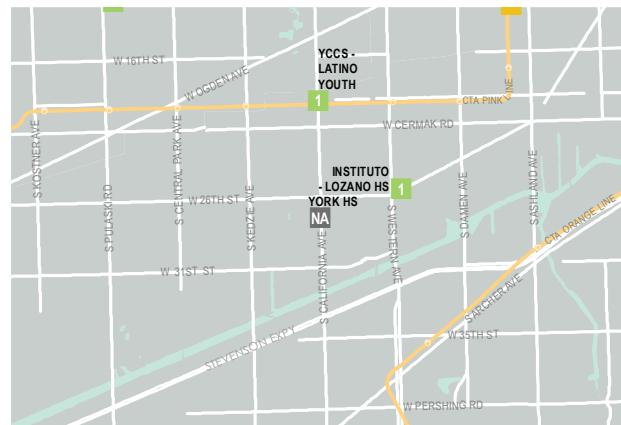 W 16TH ST
W OGDEN AVE
YCCS -
LATINO
YOUTH
1
CTA PINK LINE
W CERMAK RD
S KOSTNER AVE
S PULASKI RD
S CENTRAL PARK AVE
S KEDZIE AVE
INSTITUTO
- LOZANO HS
1
W 26TH ST
YORK HS
NA
S CALIFORNIA AVE
S WESTERN AVE
S DAMEN AVE
S ASHLAND AVE
CTA ORANGE LINE
W 31ST ST
S ARCHER AVE
STEVENSON EXPY
W 35TH ST
W PERSHING RD